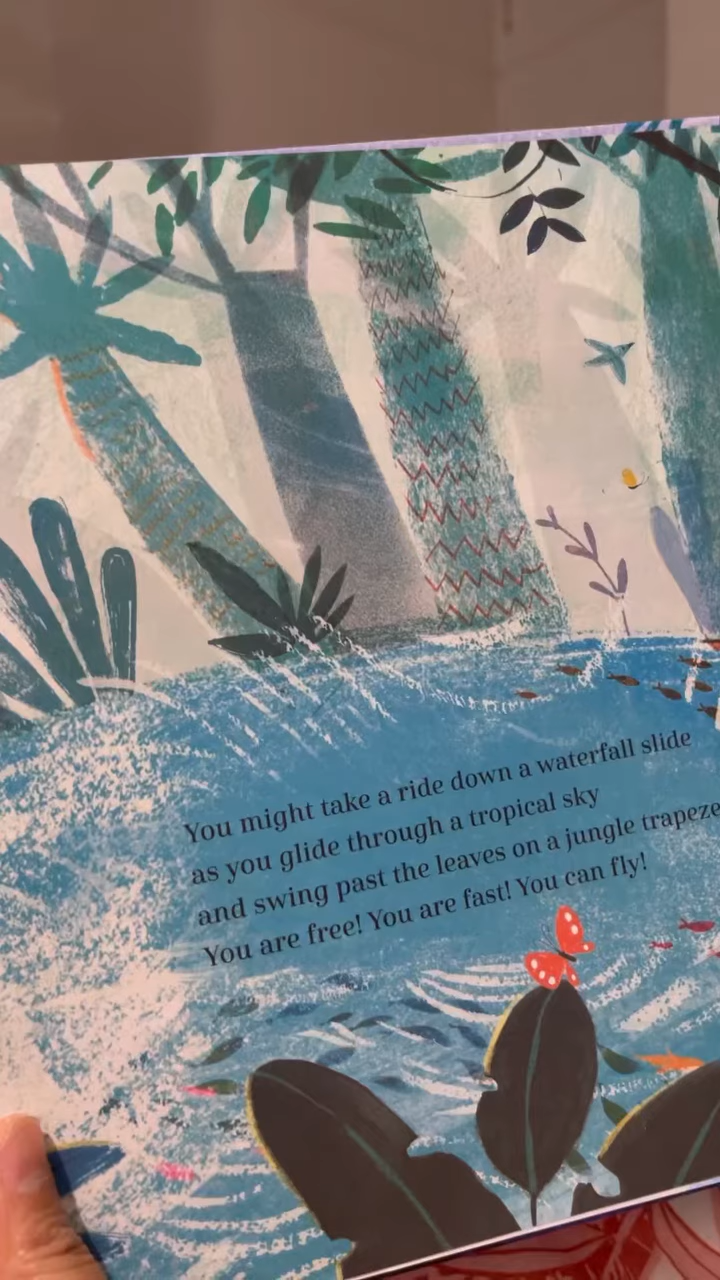 You might take a ride down a waterfall slide
as you glide through a tropical sky
and swing past the leaves on a jungle trapeze
You are free! You are fast! You can fly!